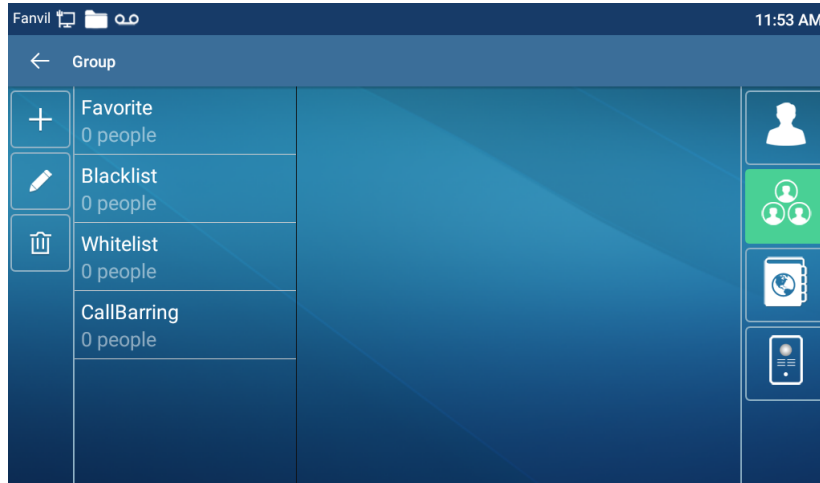 Fanvil 11:53 AM
Group
Favorite
0 people
Blacklist
0 people
Whitelist
0 people
CallBarring
0 people